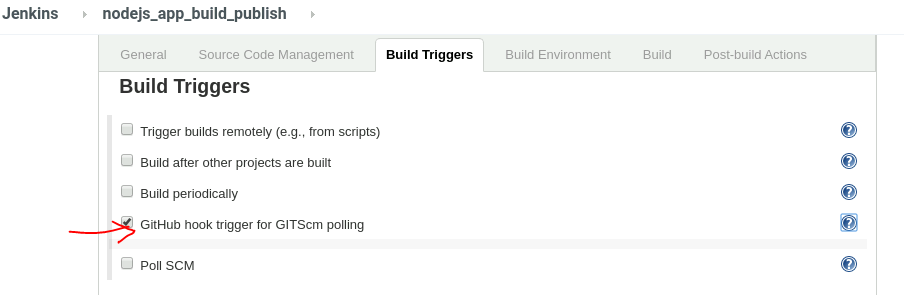 Jenkins nodejs_app_build_publish
General Source Code Management Build Triggers Build Environment Build Post-build Actions
Build Triggers
Trigger builds remotely (e.g., from scripts) ?
Build after other projects are built ?
Build periodically ?
GitHub hook trigger for GITScm polling ?
Poll SCM ?